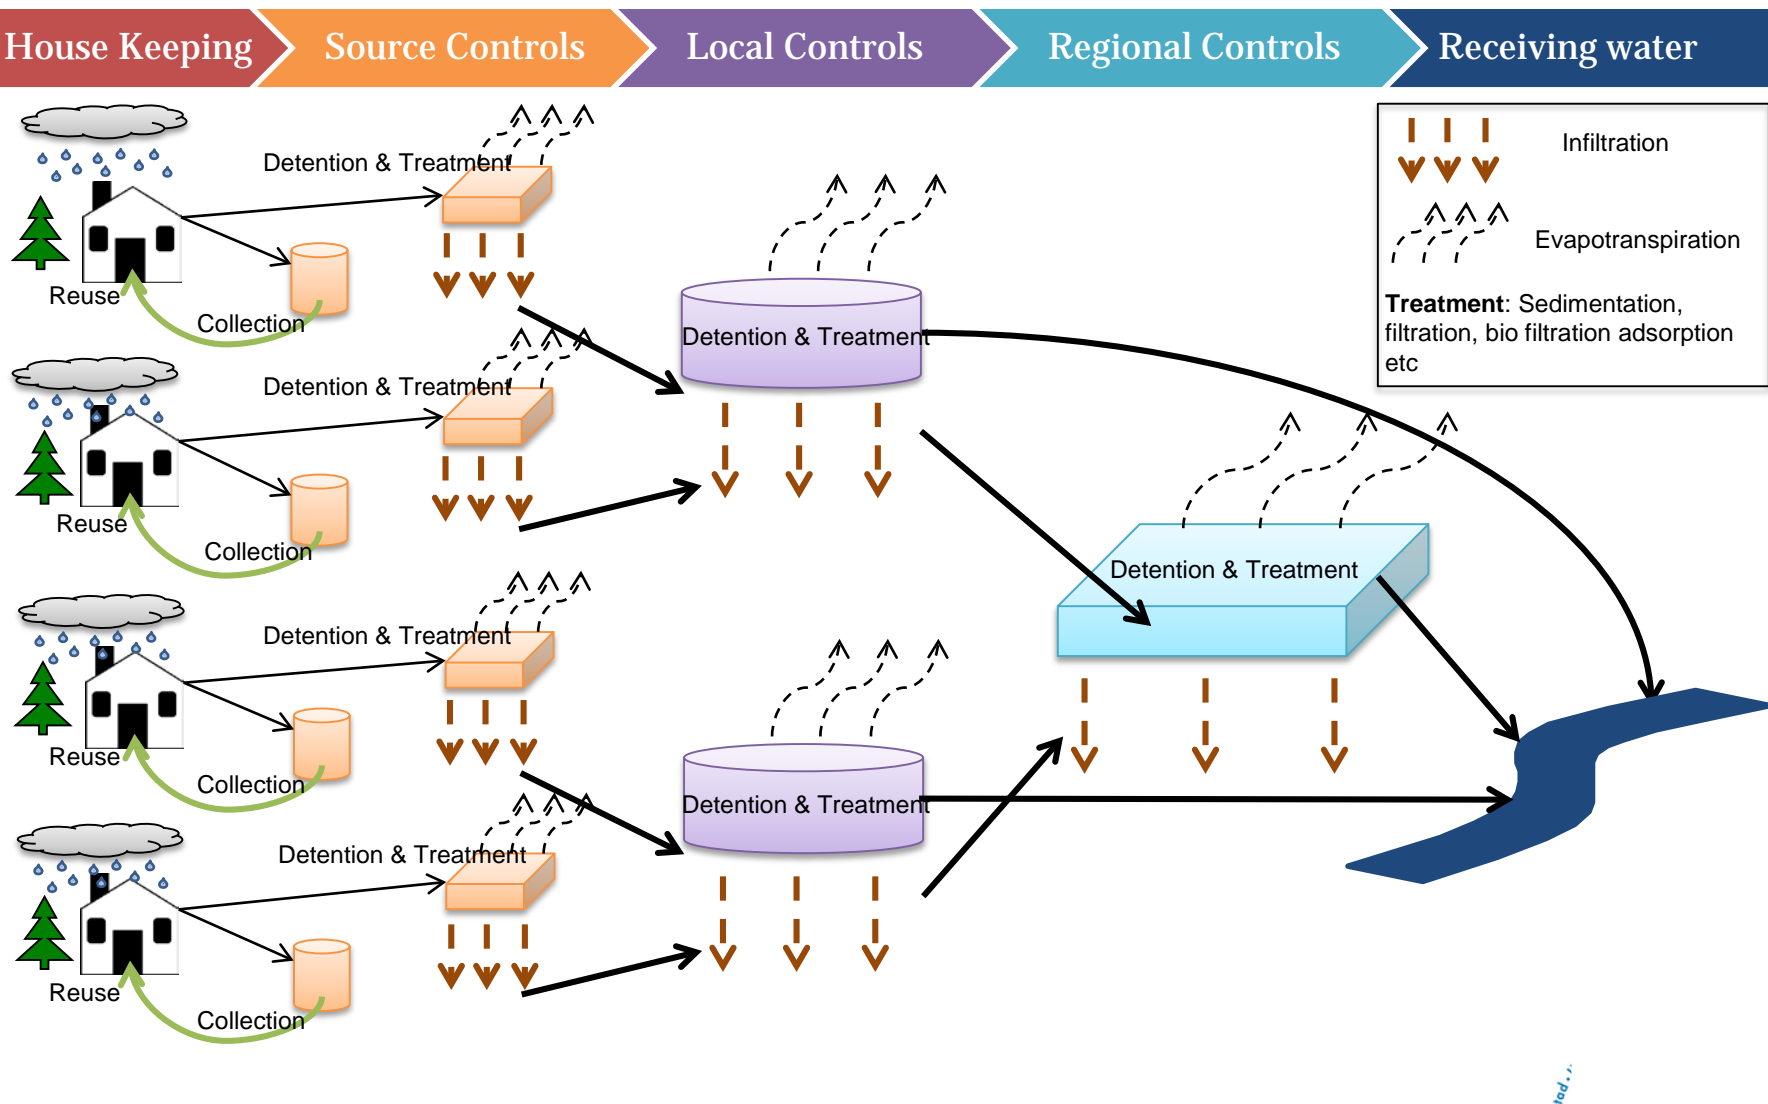 House Keeping
Source Controls
Local Controls
Regional Controls
Receiving water
Infiltration
Evapotranspiration
Treatment: Sedimentation,
filtration, bio filtration adsorption
etc
Detention & Treatment
Reuse
Collection
Detention & Treatment
Detention & Treatment
Reuse
Collection
Detention & Treatment
Detention & Treatment
Reuse
Collection
Detention & Treatment
Detention & Treatment
Reuse
Collection